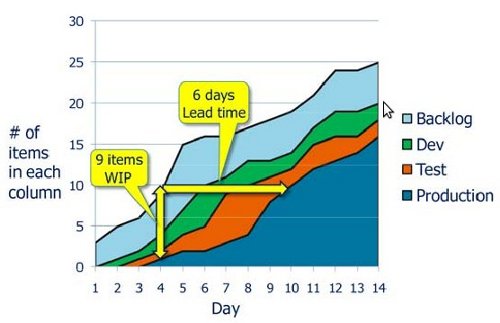 30
25
20
15
10
5
0
# of
items
in each
column
6 days
Lead time
9 items
WIP
Backlog
Dev
Test
Production
1 2 3 4 5 6 7 8 9 10 11 12 13 14
Day